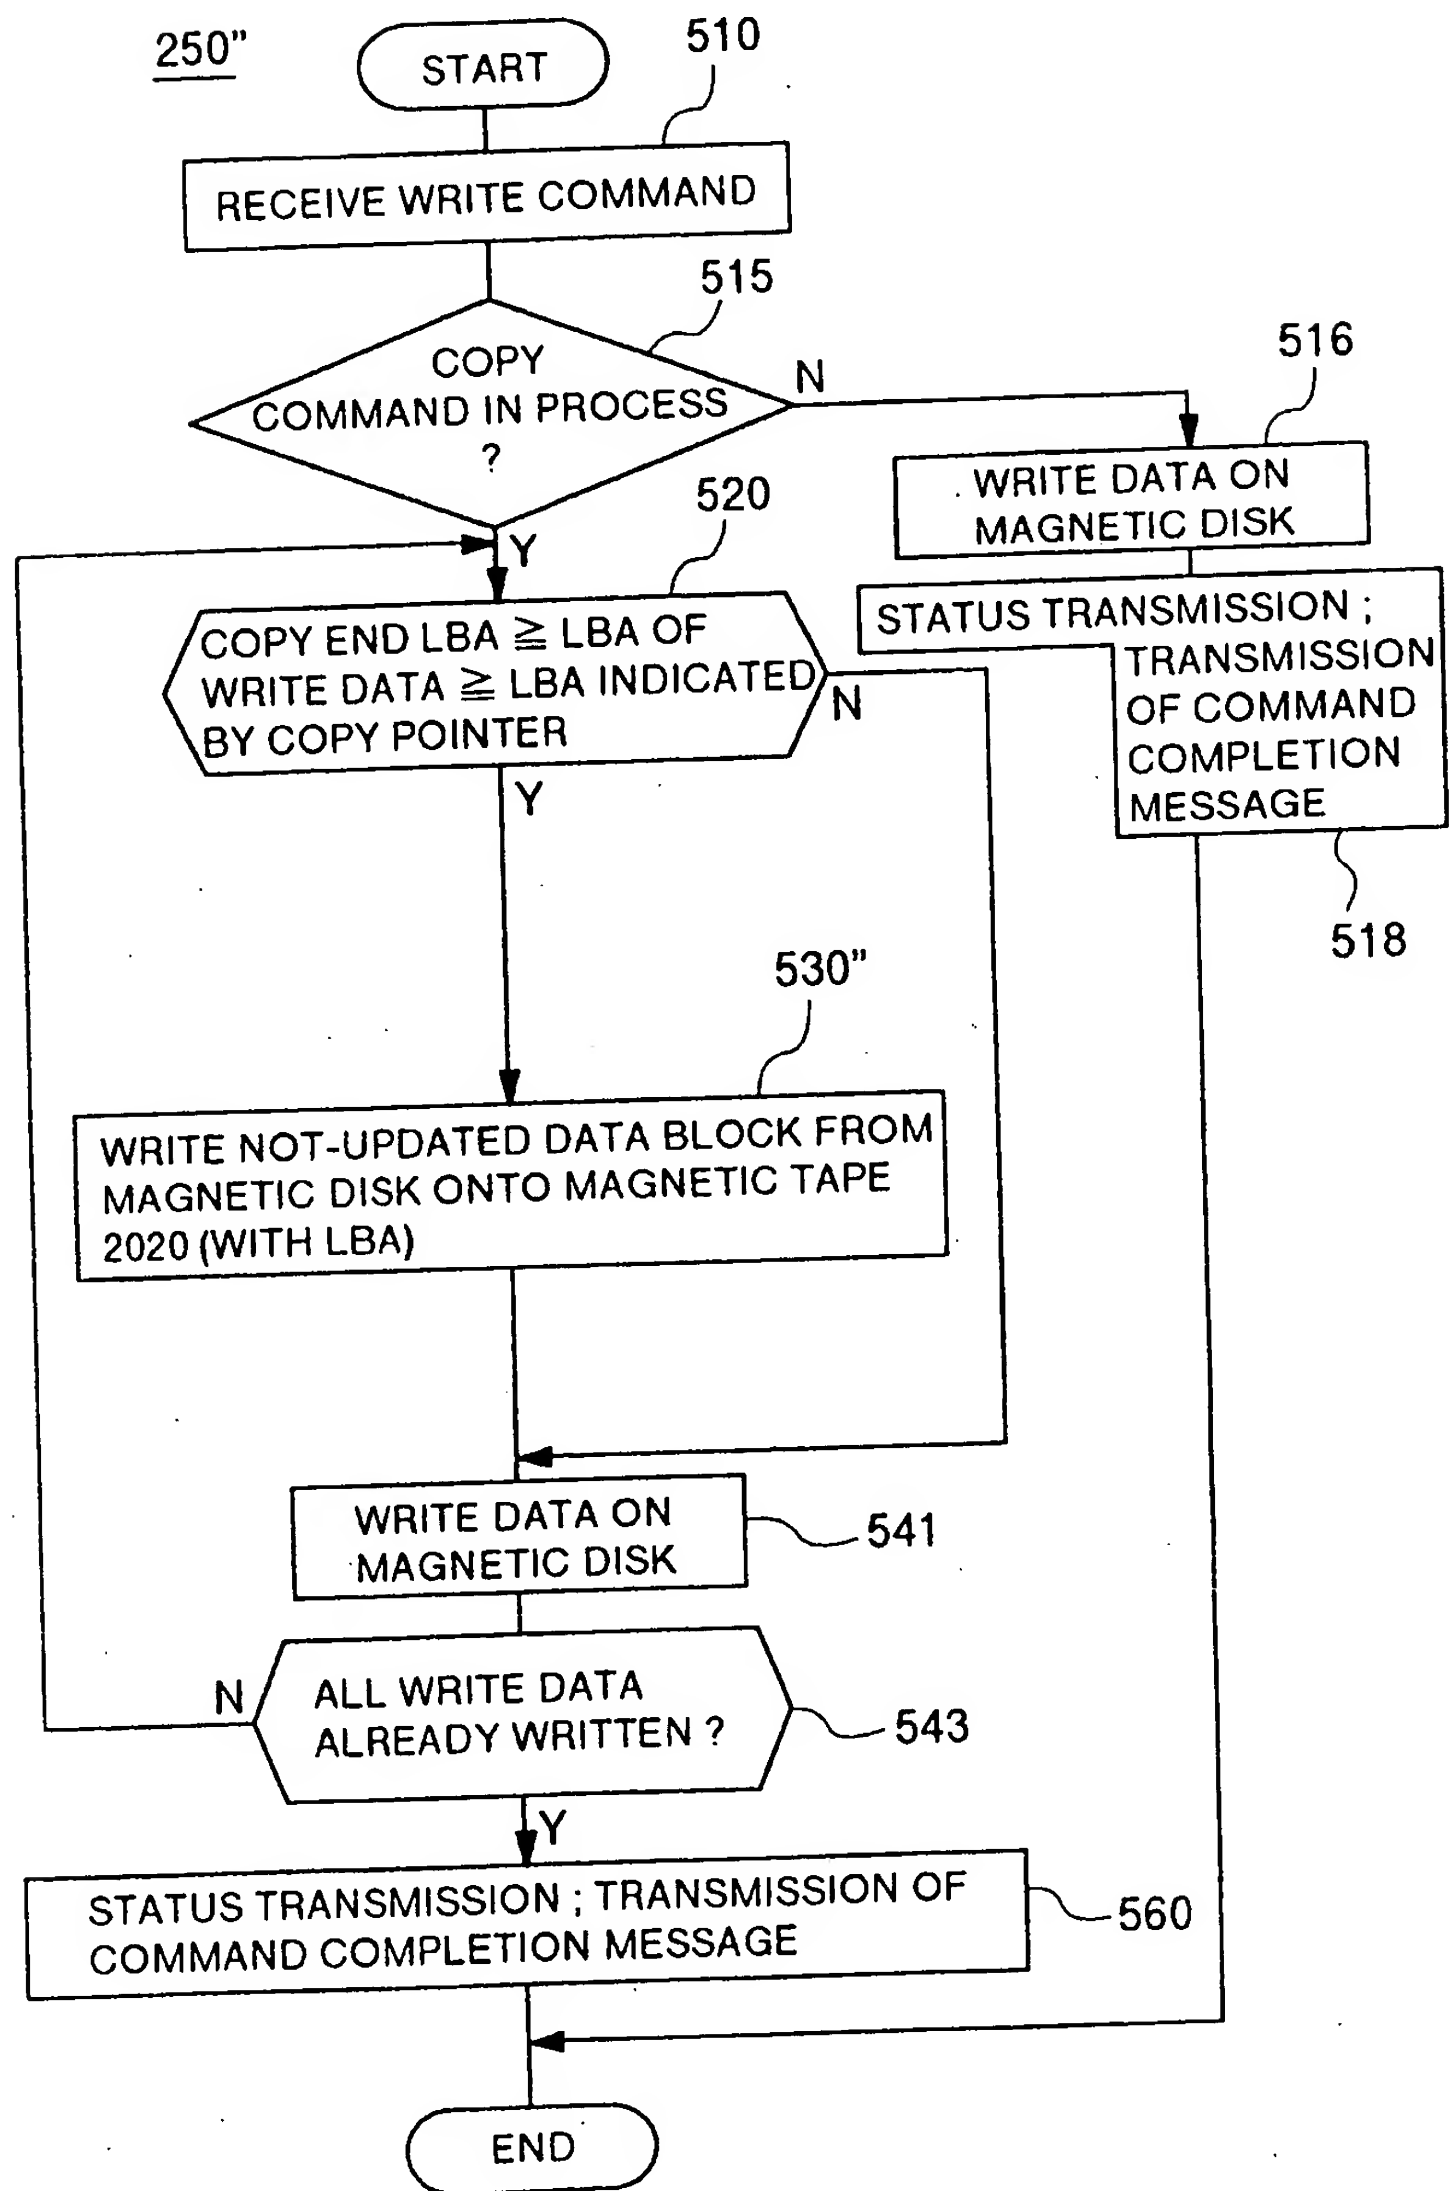 250”
START
510
RECEIVE WRITE COMMAND
515
COPY
COMMAND IN PROCESS
?
N
516
WRITE DATA ON
MAGNETIC DISK
Y
520
COPY END LBA ≧ LBA OF
WRITE DATA ≧ LBA INDICATED
BY COPY POINTER
N
Y
STATUS TRANSMISSION ;
TRANSMISSION
OF COMMAND
COMPLETION
MESSAGE
518
530”
WRITE NOT-UPDATED DATA BLOCK FROM
MAGNETIC DISK ONTO MAGNETIC TAPE
2020 (WITH LBA)
WRITE DATA ON
MAGNETIC DISK
541
N
ALL WRITE DATA
ALREADY WRITTEN ?
543
Y
STATUS TRANSMISSION ; TRANSMISSION OF
COMMAND COMPLETION MESSAGE
560
END